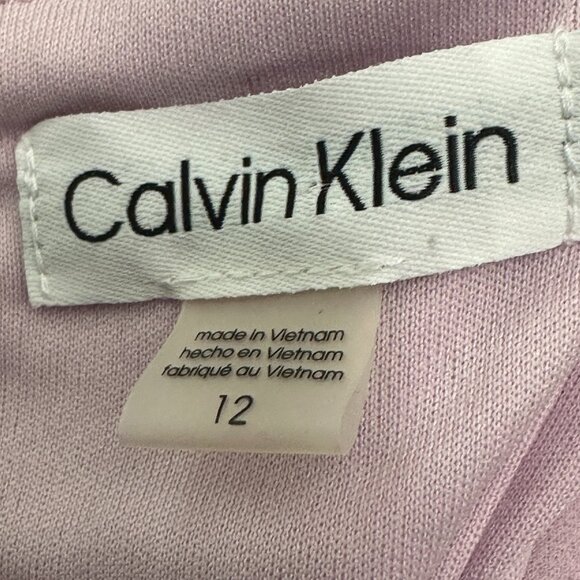 Calvin Klein
made in Vietnam
hecho en Vietnam
fabriqué au Vietnam
12